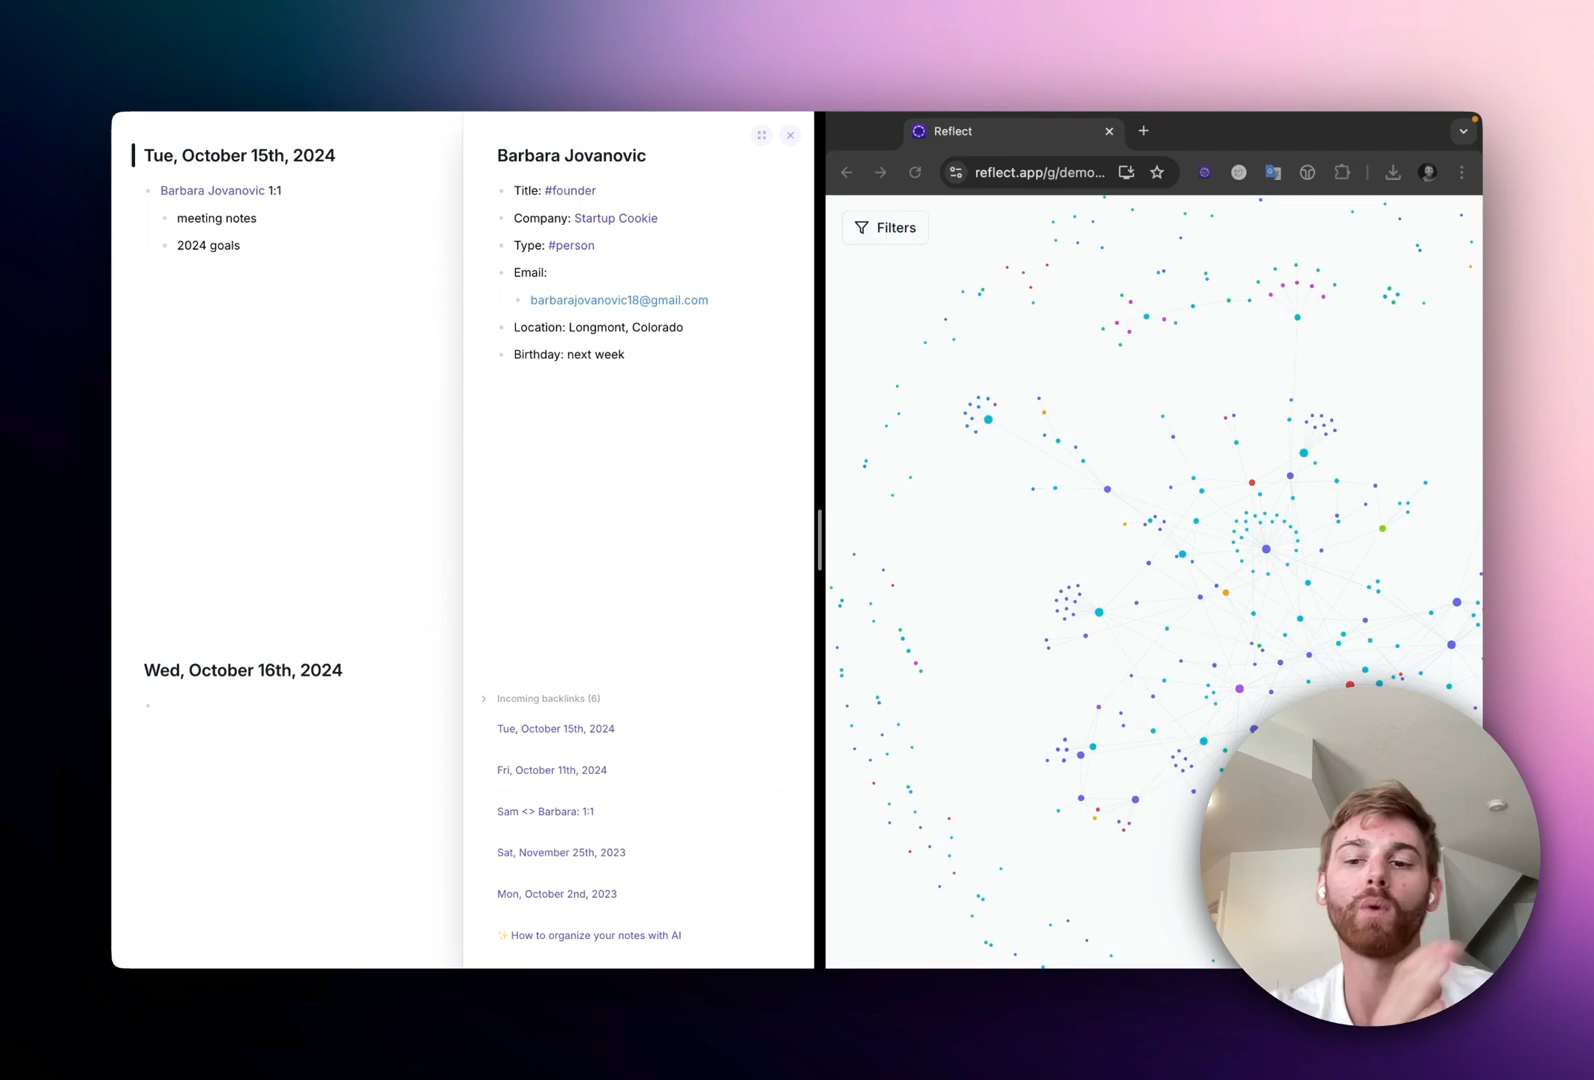 Tue, October 15th, 2024
Barbara Jovanovic 1:1
meeting notes
2024 goals
Wed, October 16th, 2024
Barbara Jovanovic
Title: #founder
Company: Startup Cookie
Type: #person
Email:
barbarajovanovic18@gmail.com
Location: Longmont, Colorado
Birthday: next week
Incoming backlinks (6)
Tue, October 15th, 2024
Fri, October 11th, 2024
Sam <> Barbara: 1:1
Sat, November 25th, 2023
Mon, October 2nd, 2023
✨ How to organize your notes with AI
Reflect
reflect.app/g/demo...
Filters